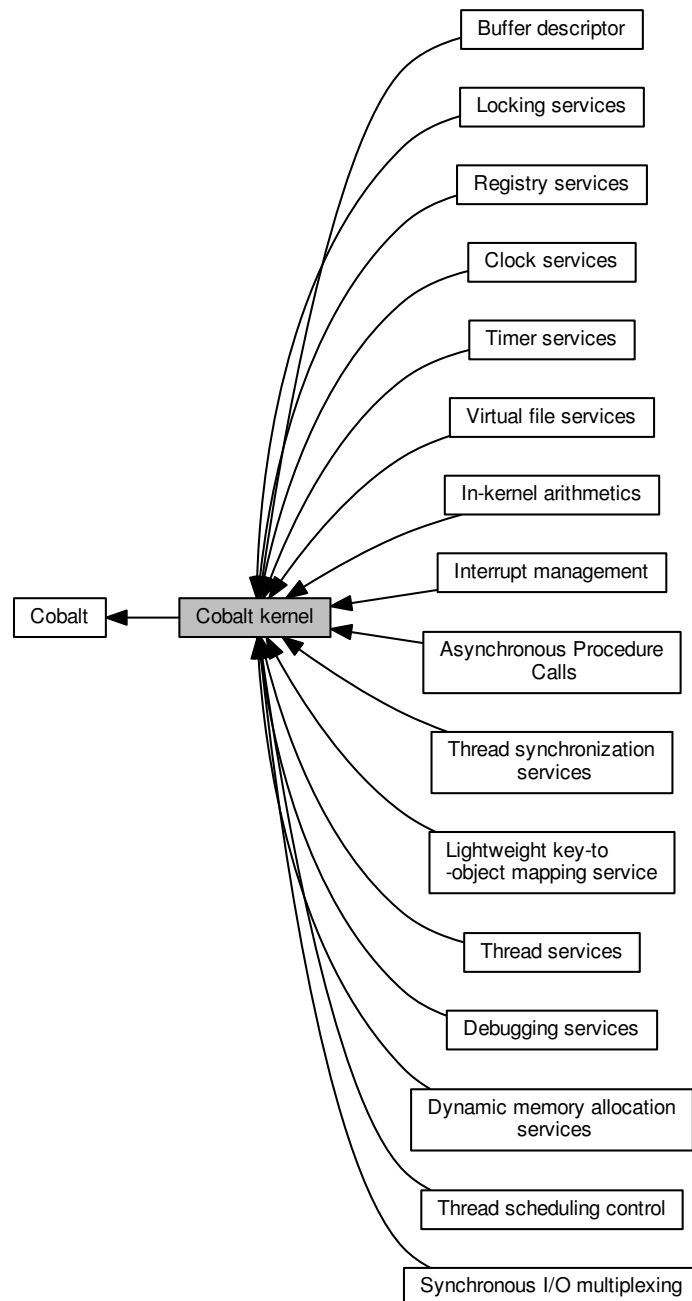 Buffer descriptor
Locking services
Registry services
Clock services
Timer services
Virtual file services
In-kernel arithmetics
Interrupt management
Cobalt
Cobalt kernel
Asynchronous Procedure
Calls
Thread synchronization
services
Lightweight key-to
-object mapping service
Thread services
Debugging services
Dynamic memory allocation
services
Thread scheduling control
Synchronous I/O multiplexing